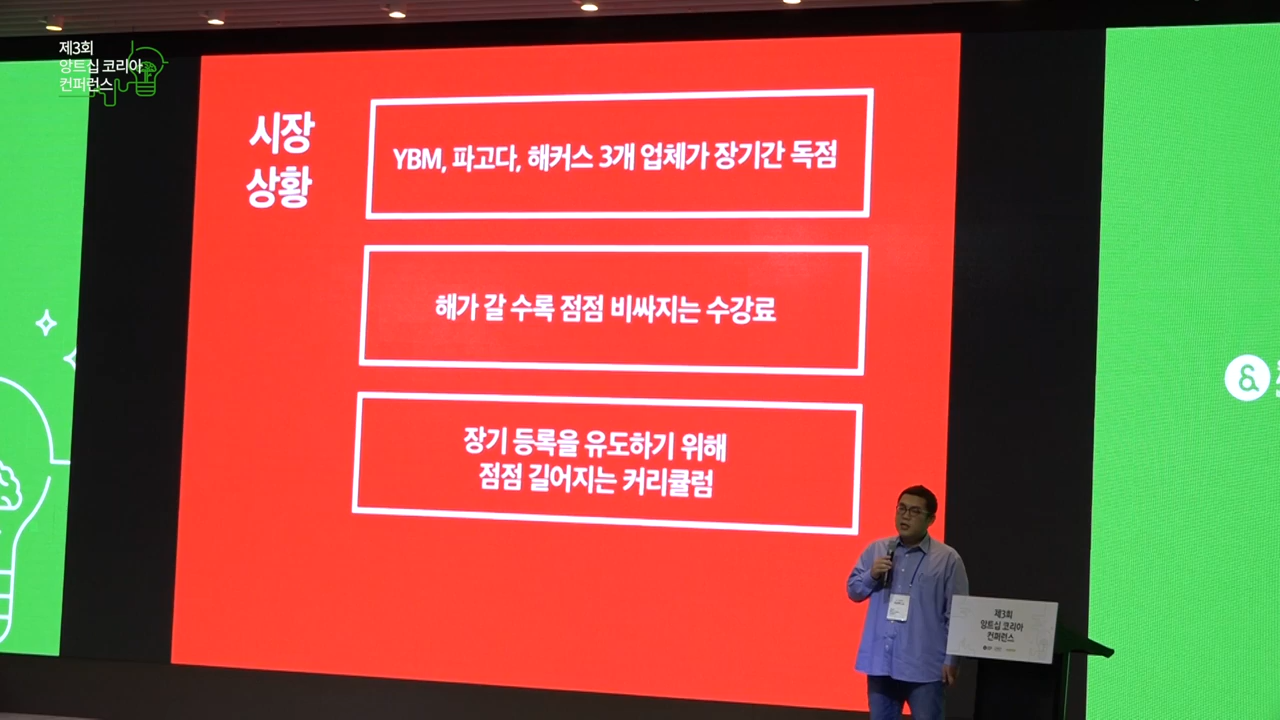 제3회
앙트십 코리아
컨퍼런스
시장
상황
YBM, 파고다, 해커스 3개 업체가 장기간 독점
해가 갈 수록 점점 비싸지는 수강료
장기 등록을 유도하기 위해
점점 길어지는 커리큘럼
제3회
앙트십 코리아
컨퍼런스